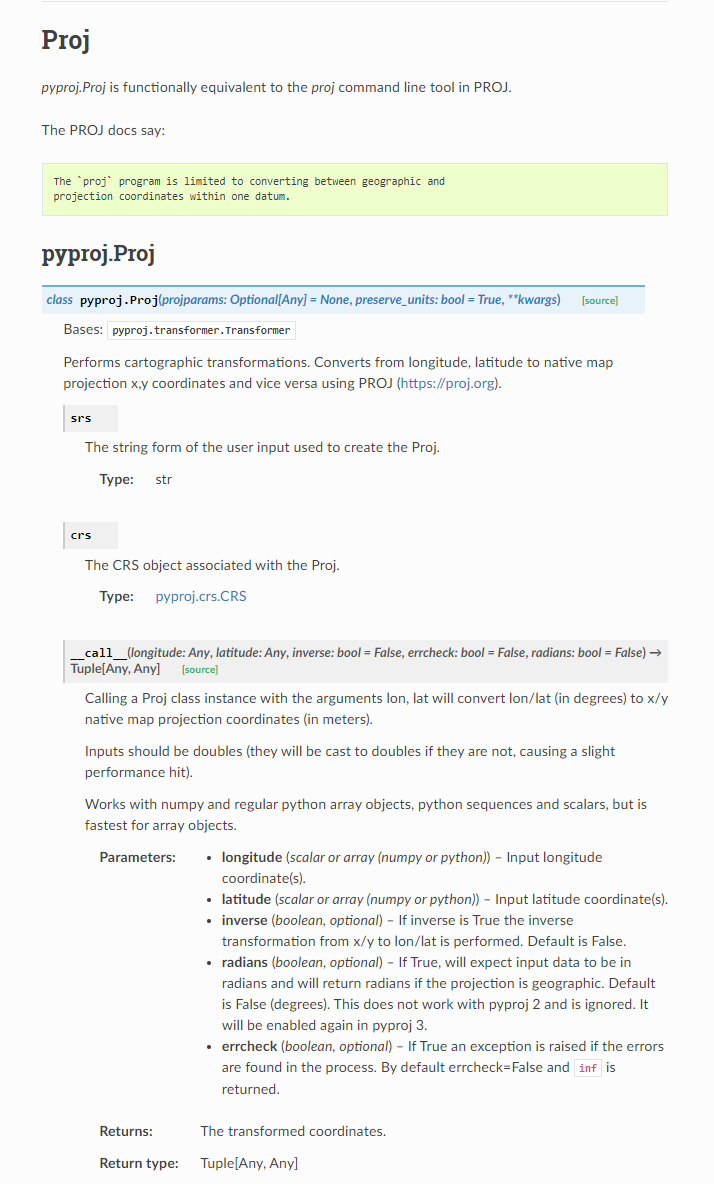 Proj
pyproj.Proj is functionally equivalent to the proj command line tool in PROJ.
The PROJ docs say:
The `proj` program is limited to converting between geographic and
projection coordinates within one datum.
pyproj.Proj
class pyproj.Proj(projparams: Optional[Any] = None, preserve_units: bool = True, **kwargs) [source]
Bases: pyproj.transformer.Transformer
Performs cartographic transformations. Converts from longitude, latitude to native map
projection x,y coordinates and vice versa using PROJ (https://proj.org).
srs
The string form of the user input used to create the Proj.
Type: str
crs
The CRS object associated with the Proj.
Type: pyproj.crs.CRS
__call__(longitude: Any, latitude: Any, inverse: bool = False, errcheck: bool = False, radians: bool = False) →
Tuple[Any, Any] [source]
Calling a Proj class instance with the arguments lon, lat will convert lon/lat (in degrees) to x/y
native map projection coordinates (in meters).
Inputs should be doubles (they will be cast to doubles if they are not, causing a slight
performance hit).
Works with numpy and regular python array objects, python sequences and scalars, but is
fastest for array objects.
Parameters: • longitude (scalar or array (numpy or python)) – Input longitude
coordinate(s).
• latitude (scalar or array (numpy or python)) – Input latitude coordinate(s).
• inverse (boolean, optional) – If inverse is True the inverse
transformation from x/y to lon/lat is performed. Default is False.
• radians (boolean, optional) – If True, will expect input data to be in
radians and will return radians if the projection is geographic. Default
is False (degrees). This does not work with pyproj 2 and is ignored. It
will be enabled again in pyproj 3.
• errcheck (boolean, optional) – If True an exception is raised if the errors
are found in the process. By default errcheck=False and inf is
returned.
Returns: The transformed coordinates.
Return type: Tuple[Any, Any]